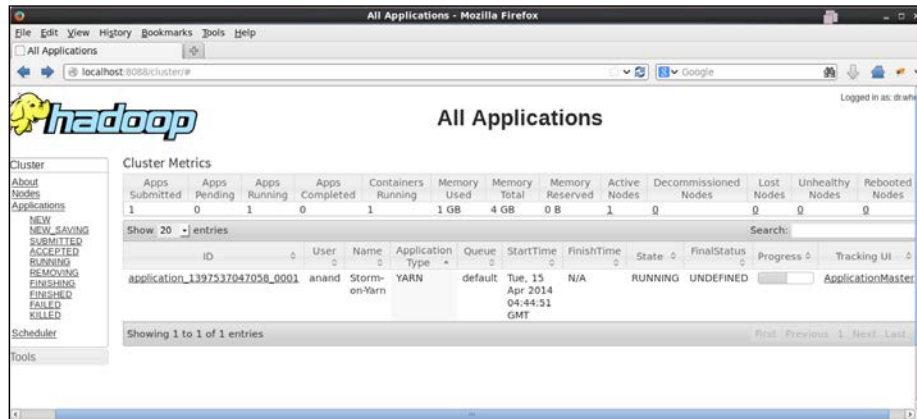 All Applications - Mozilla Firefox
File Edit View History Bookmarks Tools Help
All Applications
localhost:8088/cluster/#
Google
hadoop
All Applications
Logged in as: dr.who
Cluster
About
Nodes
Applications
NEW
NEW_SAVING
SUBMITTED
ACCEPTED
RUNNING
REMOVING
FINISHING
FINISHED
FAILED
KILLED
Scheduler
Tools
Cluster Metrics
Apps Submitted Apps Pending Apps Running Apps Completed Containers Running Memory Used Memory Total Memory Reserved Active Nodes Decommissioned Nodes Lost Nodes Unhealthy Nodes Rebooted Nodes
1 0 1 0 1 1 GB 4 GB 0 B 1 0 0 0 0
Show 20 entries Search:
ID User Name Application Type Queue StartTime FinishTime State FinalStatus Progress Tracking UI
application_1397537047058_0001 anand Storm-on-Yarn YARN default Tue, 15 Apr 2014 04:44:51 GMT N/A RUNNING UNDEFINED ApplicationMaster
Showing 1 to 1 of 1 entries First Previous 1 Next Last